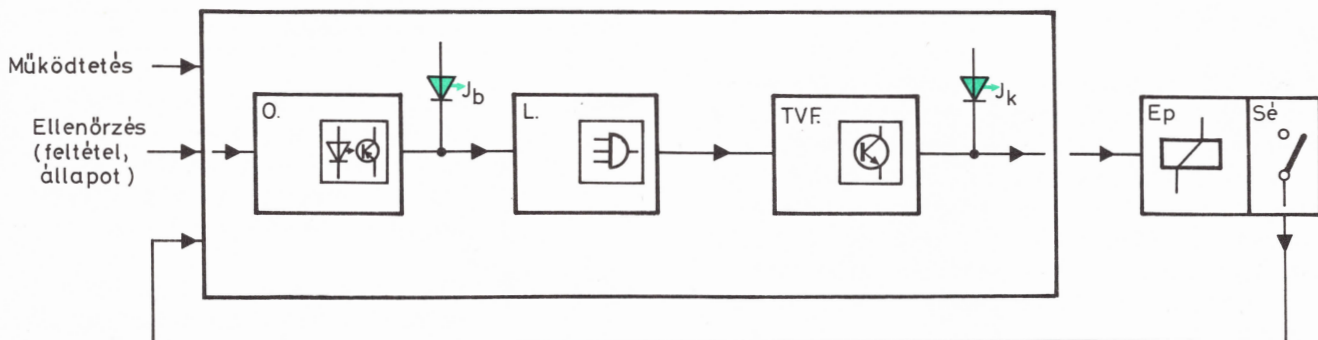 Működtetés
Ellenőrzés
(feltétel,
állapot)
O.
Jb
L.
TVF.
Jk
Ep
Sé